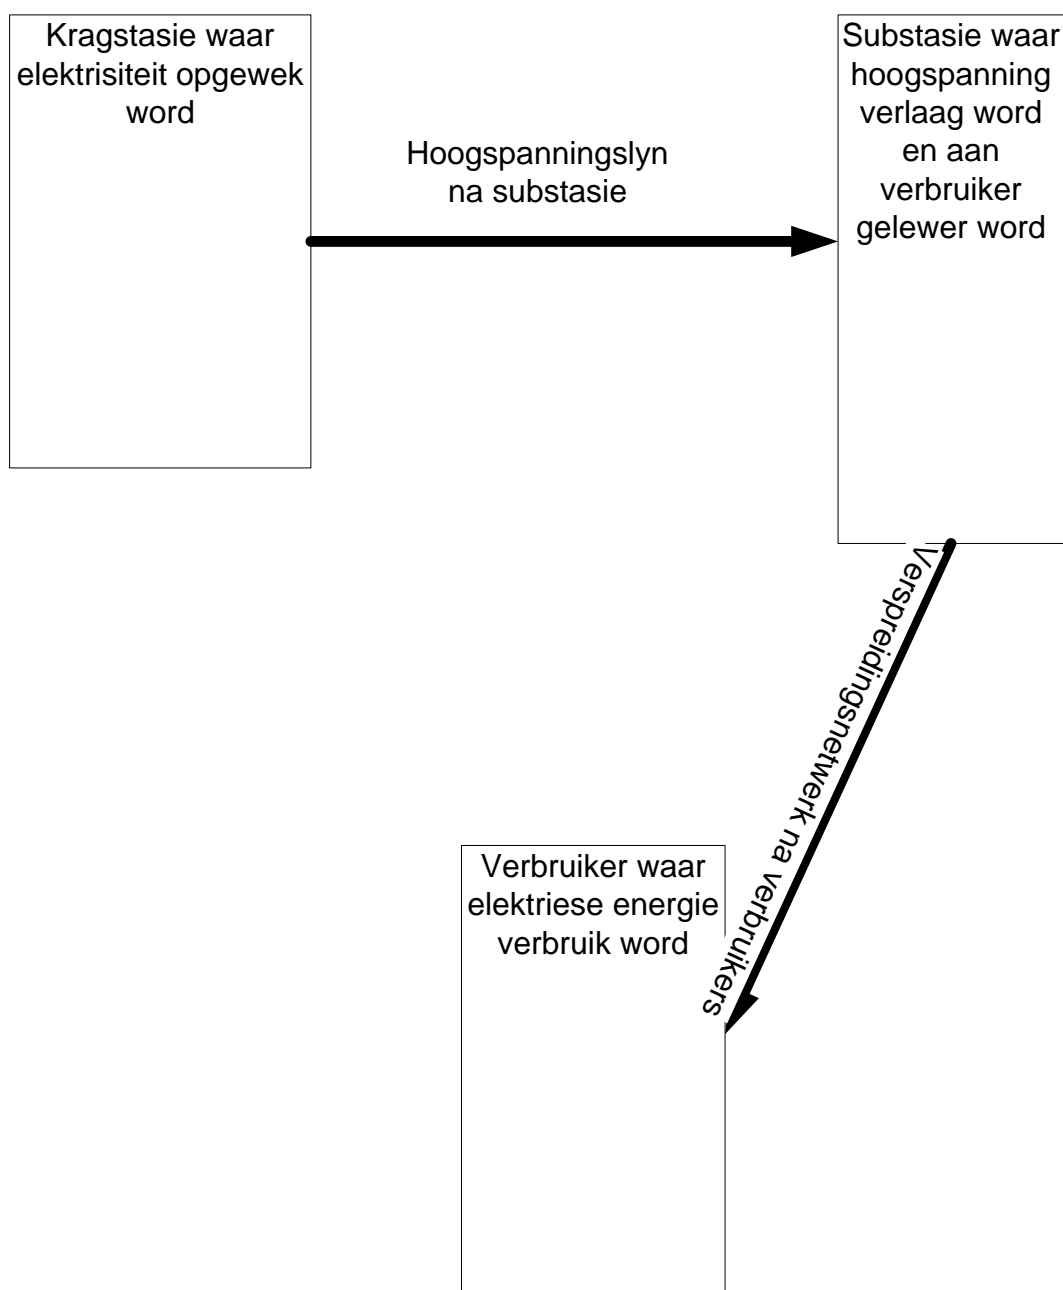 Kragstasie waar
elektrisiteit opgewek
word
Hoogspanningslyn
na substasie
Substasie waar
hoogspanning
verlaag word
en aan
verbruiker
gelewer word
Verspreidingsnetwerk na verbruikers
Verbruiker waar
elektriese energie
verbruik word